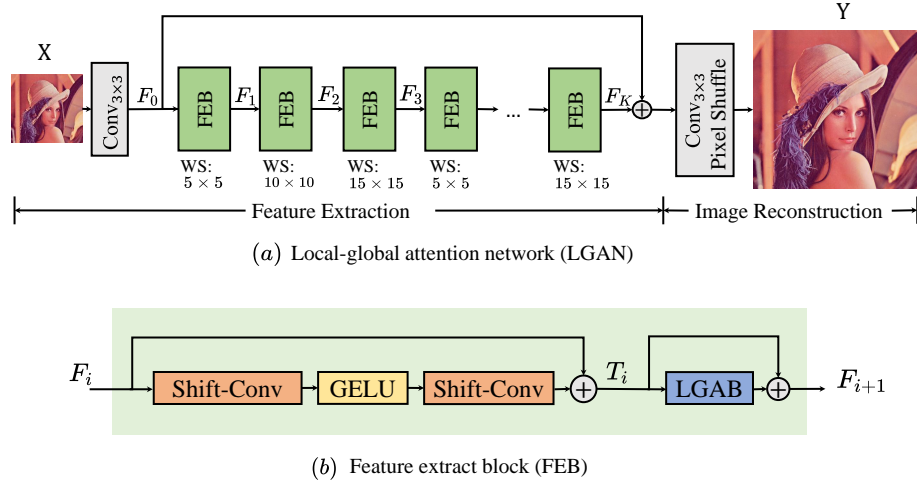 X
Y
Conv3×3
F0
FEB
F1
FEB
F2
FEB
F3
FEB
...
FEB
FK
Conv3×3
Pixel Shuffle
WS:
5 × 5
WS:
10 × 10
WS:
15 × 15
WS:
5 × 5
WS:
15 × 15
Feature Extraction
Image Reconstruction
(a) Local-global attention network (LGAN)
Fi
Shift-Conv
GELU
Shift-Conv
Ti
LGAB
Fi+1
(b) Feature extract block (FEB)